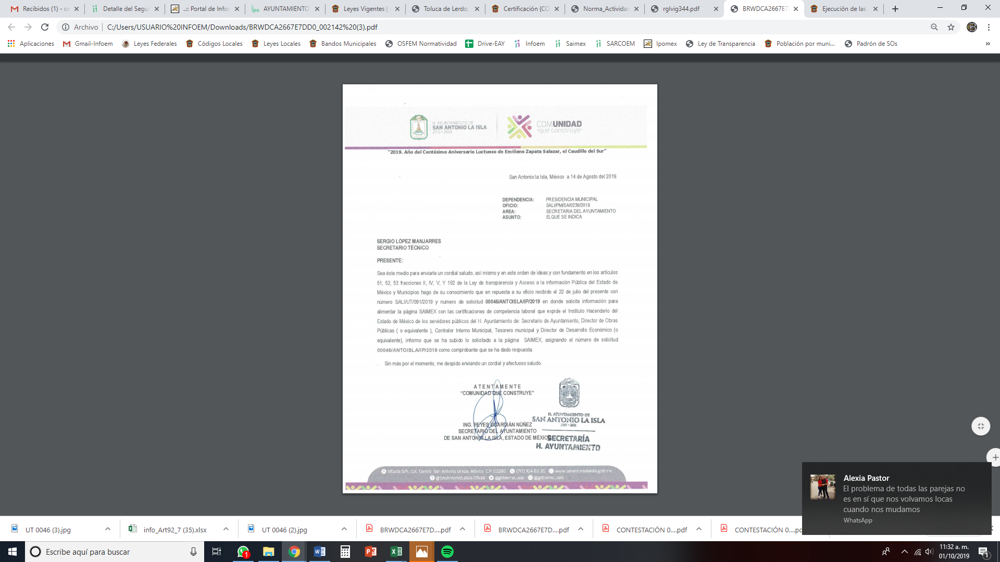 Recibidos (1) - ce
Detalle del Segui
..:: Portal de Infor
AYUNTAMIENTO
Leyes Vigentes |
Toluca de Lerdo,
Certificación (CO
Norma_Actividad
rglvig344.pdf
BRWDCA2667E7
Ejecución de las
Archivo C:/Users/USUARIO%20INFOEM/Downloads/BRWDCA2667E7DD0_002142%20(3).pdf
Aplicaciones Gmail-Infoem Leyes Federales Códigos Locales Leyes Locales Bandos Municipales OSFEM Normatividad Drive-EAY Infoem Saimex SARCOEM Ipomex Ley de Transparencia Población por muni... Padrón de SOs »
H. AYUNTAMIENTO DE
SAN ANTONIO LA ISLA
2019 • 2021
COMUNIDAD
"que construye"
"2019. Año del Centésimo Aniversario Luctuoso de Emiliano Zapata Salazar, el Caudillo del Sur"
San Antonio la Isla, México a 14 de Agosto del 2019.
DEPENDENCIA: PRESIDENCIA MUNICIPAL
OFICIO: SALI/PM/SA/0239/2019
AREA: SECRETARIA DEL AYUNTAMIENTO
ASUNTO: ELQUE SE INDICA
SERGIO LÓPEZ MANJARRES
SECRETARIO TÉCNICO
PRESENTE:
Sea éste medio para enviarle un cordial saludo, así mismo y en este orden de ideas y con fundamento en los artículos
51, 52, 53 fracciones II, IV, V, Y 162 de la Ley de transparencia y Acceso a la información Pública del Estado de
México y Municipios hago de su conocimiento que en repuesta a su oficio recibido el 22 de julio del presente con
número SALI/UT/091/2019 y numero de solicitud 00046/ANTOISLA/IP/2019 en donde solicita información para
alimentar la página SAIMEX con las certificaciones de competencia laboral que expide el Instituto Hacendario del
Estado de México de los servidores públicos del H. Ayuntamiento de: Secretario de Ayuntamiento, Director de Obras
Públicas ( o equivalente ), Contralor Interno Municipal, Tesorero municipal y Director de Desarrollo Económico (o
equivalente), informo que se ha subido lo solicitado a la página SAIMEX, asignando el número de solicitud
00046/ANTOISLA/IP/2019 como comprobante que se ha dado respuesta.
Sin más por el momento, me despido enviando un cordial y afectuoso saludo.
A T E N T A M E N T E
"COMUNIDAD QUE CONSTRUYE"
ING. REYES GUARDIÁN NÚÑEZ
SECRETARIO DEL AYUNTAMIENTO
DE SAN ANTONIO LA ISLA, ESTADO DE MÉXICO
H. AYUNTAMIENTO DE
SAN ANTONIO LA ISLA
2019 • 2021
SECRETARÍA
H. AYUNTAMIENTO
Villada S/N, Col. Centro San Antonio la Isla, México C.P. 52280 (717) 104 63 35 www.sanantoniolaisla.gob.mx
@SanAntonioLaIsla.Oficial @gobierno_sali @gobierno_sali
Alexia Pastor
El problema de todas las parejas no
es en sí que nos volvamos locas
cuando nos mudamos
WhatsApp
UT 0046 (3).jpg
info_Art92_7 (35).xlsx
UT 0046 (2).jpg
BRWDCA2667E7D....pdf
BRWDCA2667E7D....pdf
CONTESTACIÓN 0....pdf
CONTESTACIÓN 0....pd
Escribe aquí para buscar
1
11:32 a. m.
01/10/2019
1